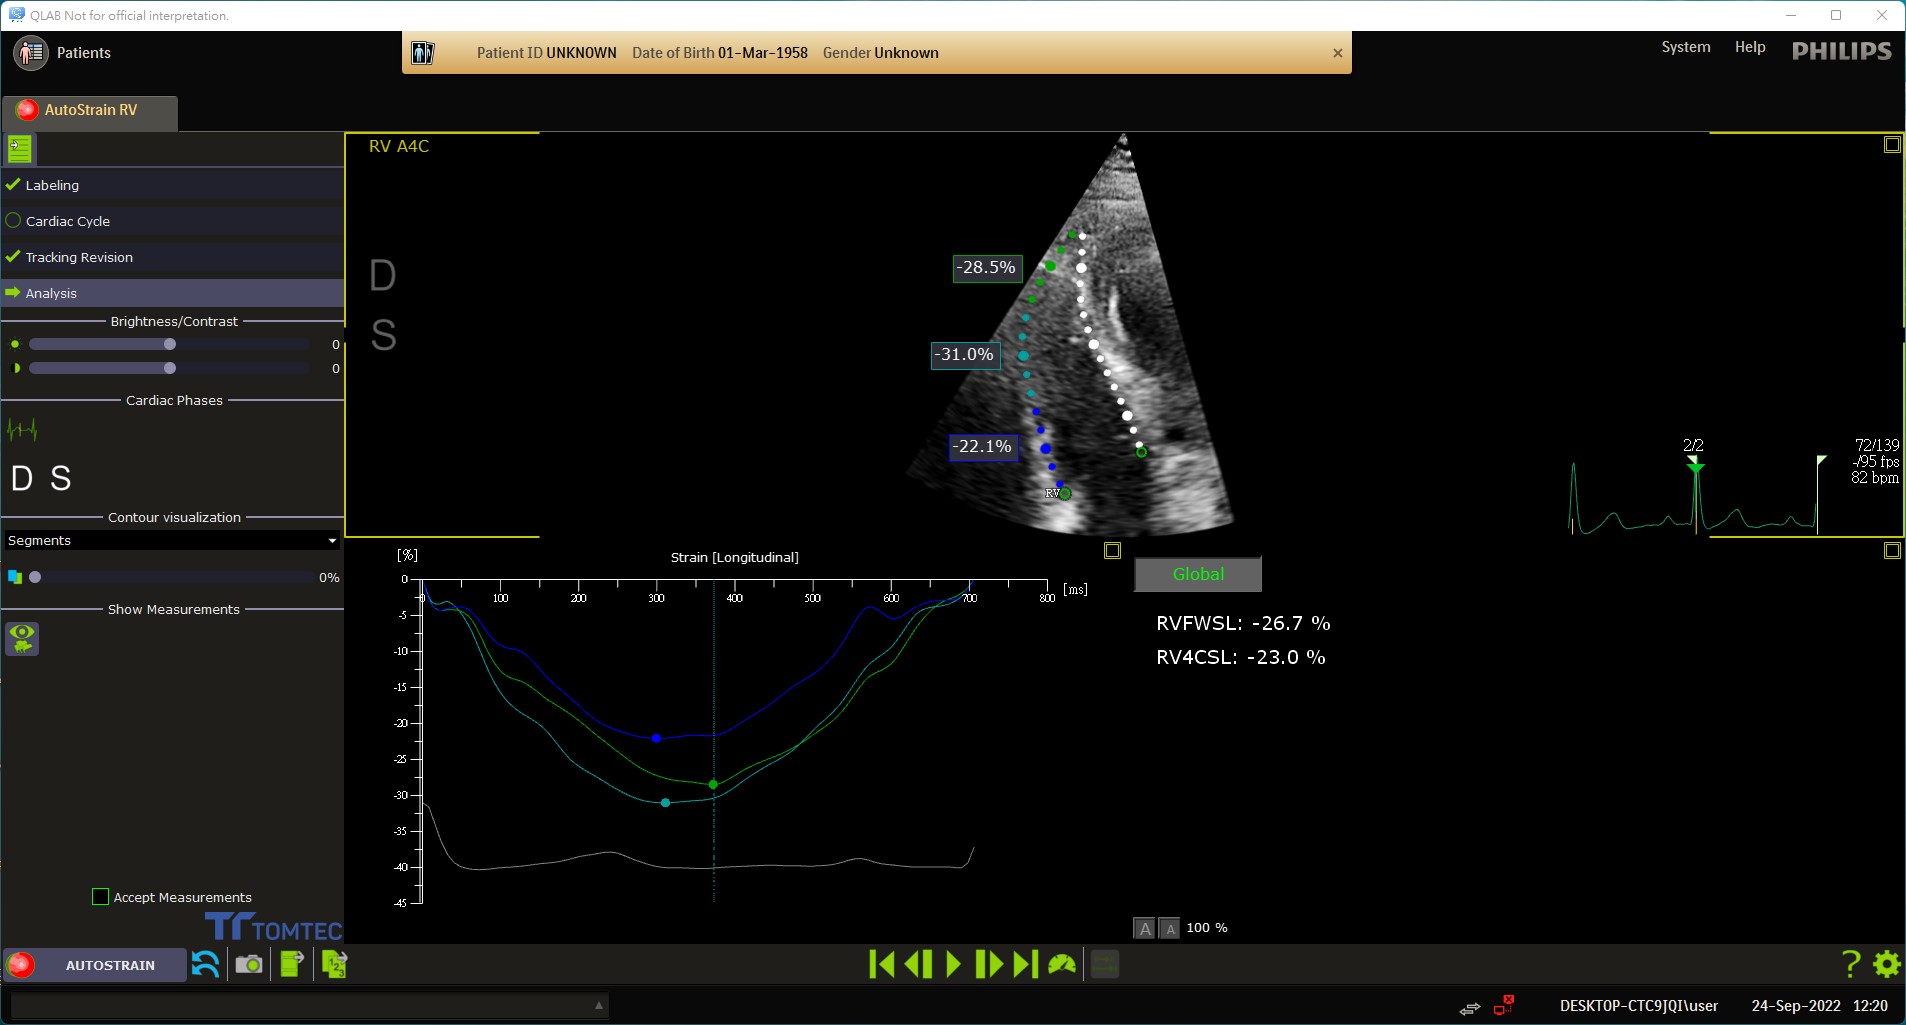 QLAB Not for official interpretation.
Patients
Patient ID UNKNOWN Date of Birth 01-Mar-1958 Gender Unknown
System Help PHILIPS
AutoStrain RV
Labeling
Cardiac Cycle
Tracking Revision
Analysis
Brightness/Contrast
0
0
Cardiac Phases
D S
Contour visualization
Segments
0%
Show Measurements
Accept Measurements
TOMTEC
RV A4C
D
S
-28.5%
-31.0%
-22.1%
RV
2/2
72/139
-/95 fps
82 bpm
[%]
Strain [Longitudinal]
0 100 200 300 400 500 600 700 800 [ms]
0
-5
-10
-15
-20
-25
-30
-35
-40
-45
Global
RVFWSL: -26.7 %
RV4CSL: -23.0 %
A A 100 %
AUTOSTRAIN
123
?
DESKTOP-CTC9JQI\user 24-Sep-2022 12:20